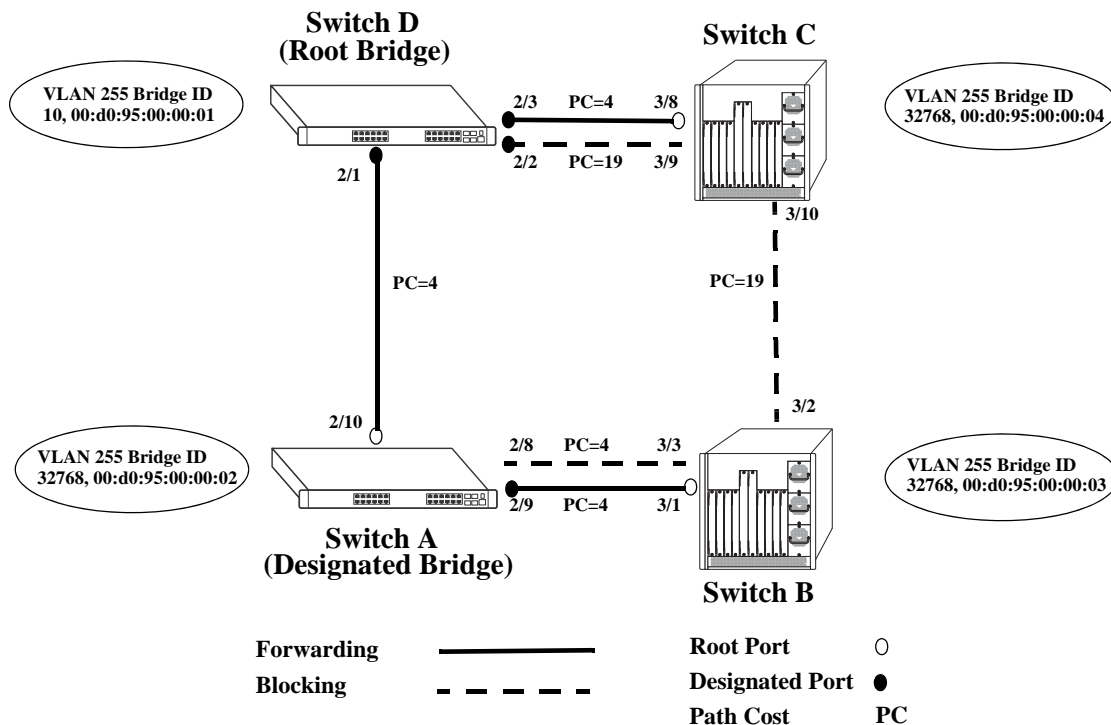 Switch D
(Root Bridge)
Switch C
VLAN 255 Bridge ID
10, 00:d0:95:00:00:01
2/3 PC=4 3/8
VLAN 255 Bridge ID
32768, 00:d0:95:00:00:04
2/2 PC=19 3/9
2/1
3/10
PC=4
PC=19
2/10
3/2
VLAN 255 Bridge ID
32768, 00:d0:95:00:00:02
2/8 PC=4 3/3
VLAN 255 Bridge ID
32768, 00:d0:95:00:00:03
2/9 PC=4 3/1
Switch A
(Designated Bridge)
Switch B
Forwarding
Root Port
Blocking
Designated Port
Path Cost PC